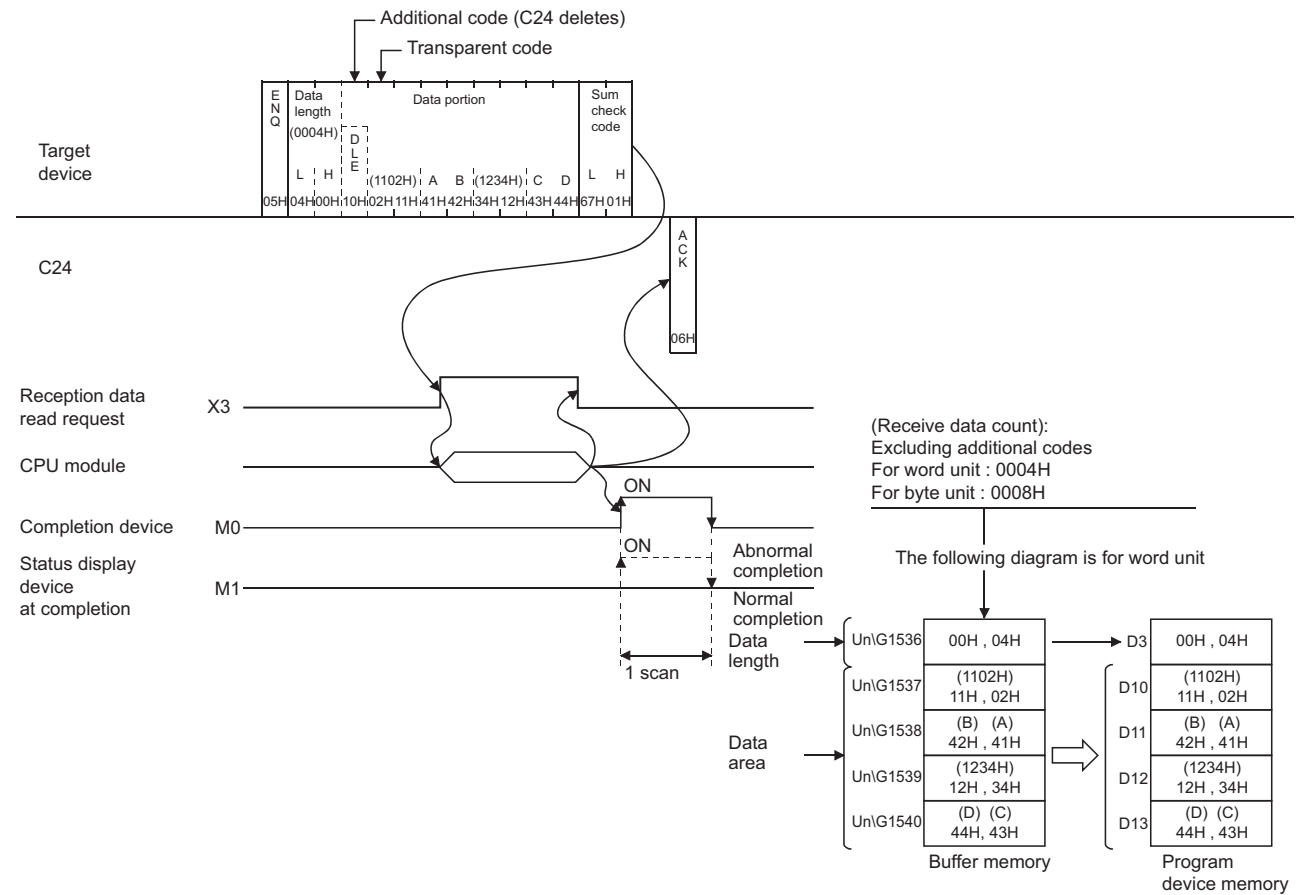 Additional code (C24 deletes)
Transparent code
ENQ
Data
length
(0004H)
Data portion
Sum
check
code
DLE
Target
device
L H
(1102H) A B (1234H) C D
L H
05H 04H 00H 10H 02H 11H 41H 42H 34H 12H 43H 44H 67H 01H
C24
ACK
06H
Reception data
read request
X3
CPU module
Completion device M0
ON
Status display
device
at completion
M1
ON
Abnormal
completion
Normal
completion
1 scan
(Receive data count):
Excluding additional codes
For word unit : 0004H
For byte unit : 0008H
The following diagram is for word unit
Data
length
Un\G1536 00H , 04H D3 00H , 04H
Un\G1537 (1102H)
11H , 02H
D10 (1102H)
11H , 02H
Data
area
Un\G1538 (B) (A)
42H , 41H
D11 (B) (A)
42H , 41H
Un\G1539 (1234H)
12H , 34H
D12 (1234H)
12H , 34H
Un\G1540 (D) (C)
44H, 43H
D13 (D) (C)
44H , 43H
Buffer memory
Program
device memory